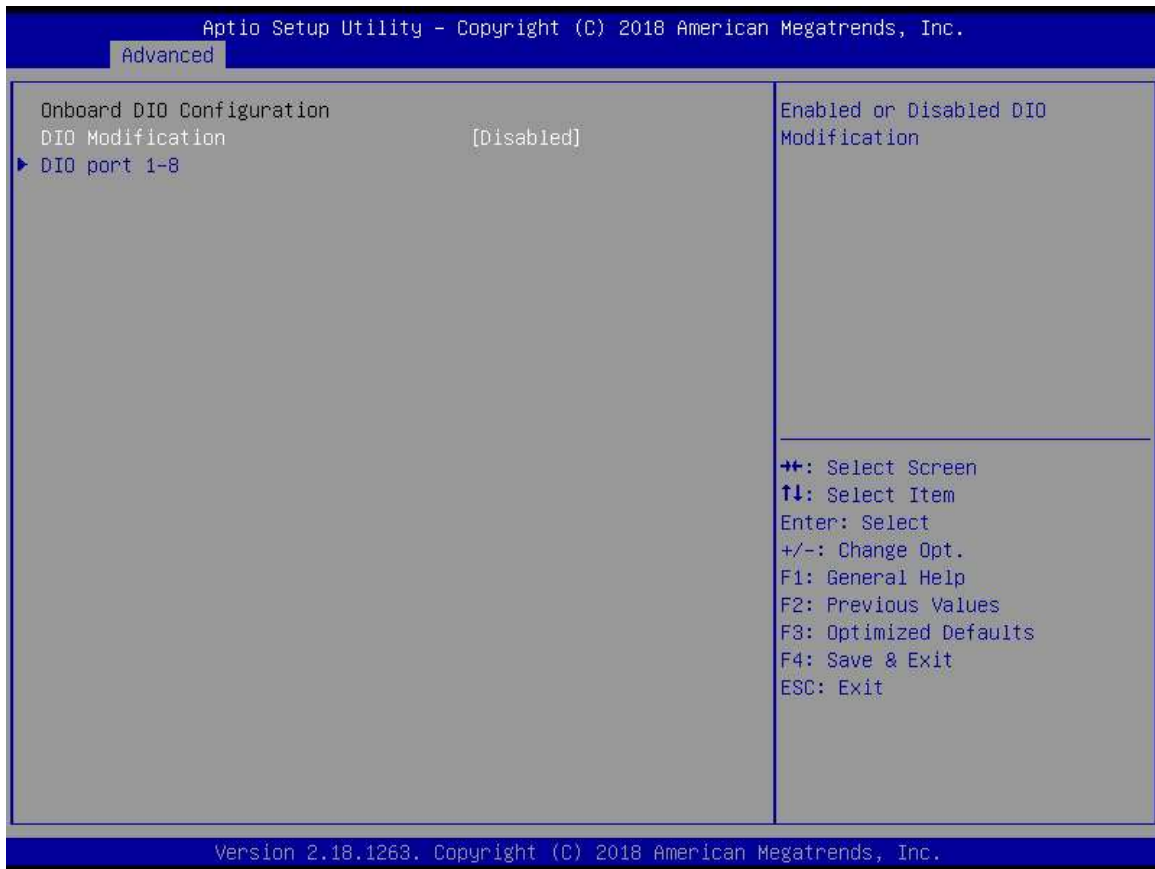 Aptio Setup Utility – Copyright (C) 2018 American Megatrends, Inc.
Advanced
Onboard DIO Configuration
DIO Modification [Disabled]
▶ DIO port 1-8
Enabled or Disabled DIO
Modification
→←: Select Screen
↑↓: Select Item
Enter: Select
+/-: Change Opt.
F1: General Help
F2: Previous Values
F3: Optimized Defaults
F4: Save & Exit
ESC: Exit
Version 2.18.1263. Copyright (C) 2018 American Megatrends, Inc.